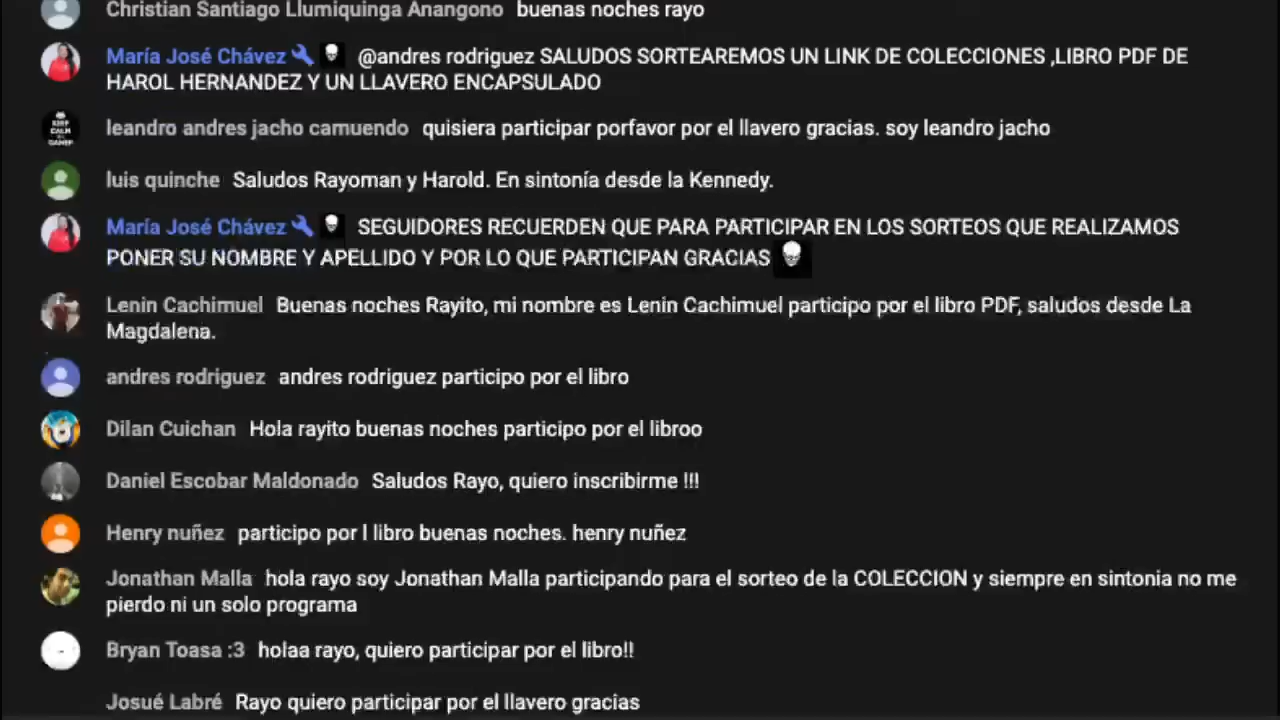 Christian Santiago Llumiquinga Anangono buenas noches rayo
María José Chávez @andres rodriguez SALUDOS SORTEAREMOS UN LINK DE COLECCIONES ,LIBRO PDF DE
HAROL HERNANDEZ Y UN LLAVERO ENCAPSULADO
leandro andres jacho camuendo quisiera participar porfavor por el llavero gracias. soy leandro jacho
luis quinche Saludos Rayoman y Harold. En sintonía desde la Kennedy.
María José Chávez SEGUIDORES RECUERDEN QUE PARA PARTICIPAR EN LOS SORTEOS QUE REALIZAMOS
PONER SU NOMBRE Y APELLIDO Y POR LO QUE PARTICIPAN GRACIAS
Lenin Cachimuel Buenas noches Rayito, mi nombre es Lenin Cachimuel participo por el libro PDF, saludos desde La
Magdalena.
andres rodriguez andres rodriguez participo por el libro
Dilan Cuichan Hola rayito buenas noches participo por el libroo
Daniel Escobar Maldonado Saludos Rayo, quiero inscribirme !!!
Henry nuñez participo por l libro buenas noches. henry nuñez
Jonathan Malla hola rayo soy Jonathan Malla participando para el sorteo de la COLECCION y siempre en sintonia no me
pierdo ni un solo programa
Bryan Toasa :3 holaa rayo, quiero participar por el libro!!
Josué Labré Rayo quiero participar por el llavero gracias